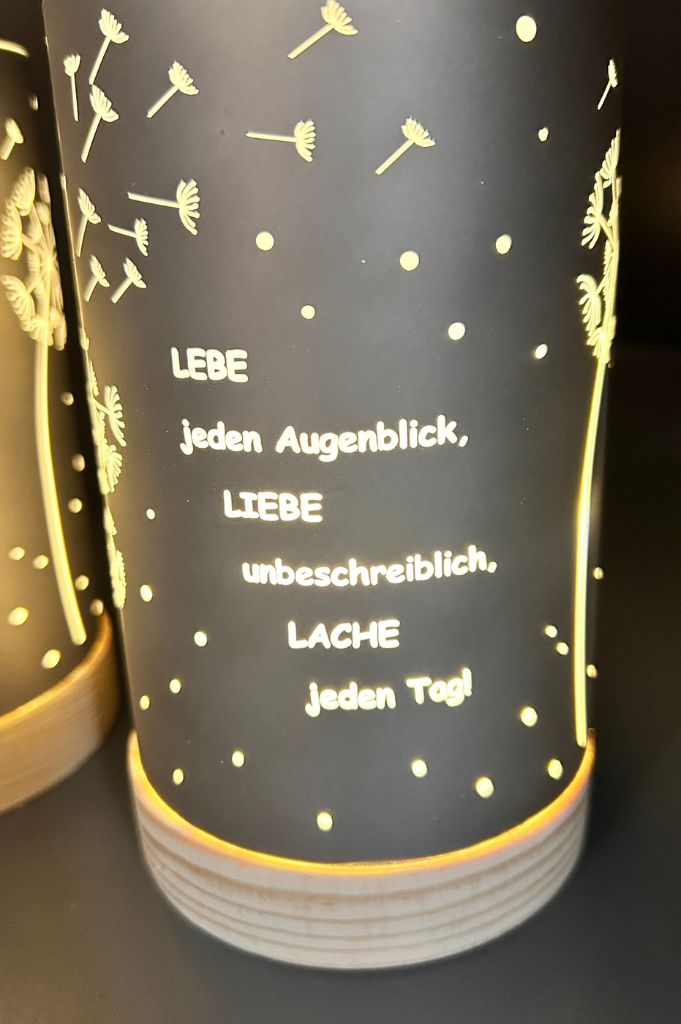 LEBE
jeden Augenblick,
LIEBE
unbeschreiblich,
LACHE
jeden Tag!